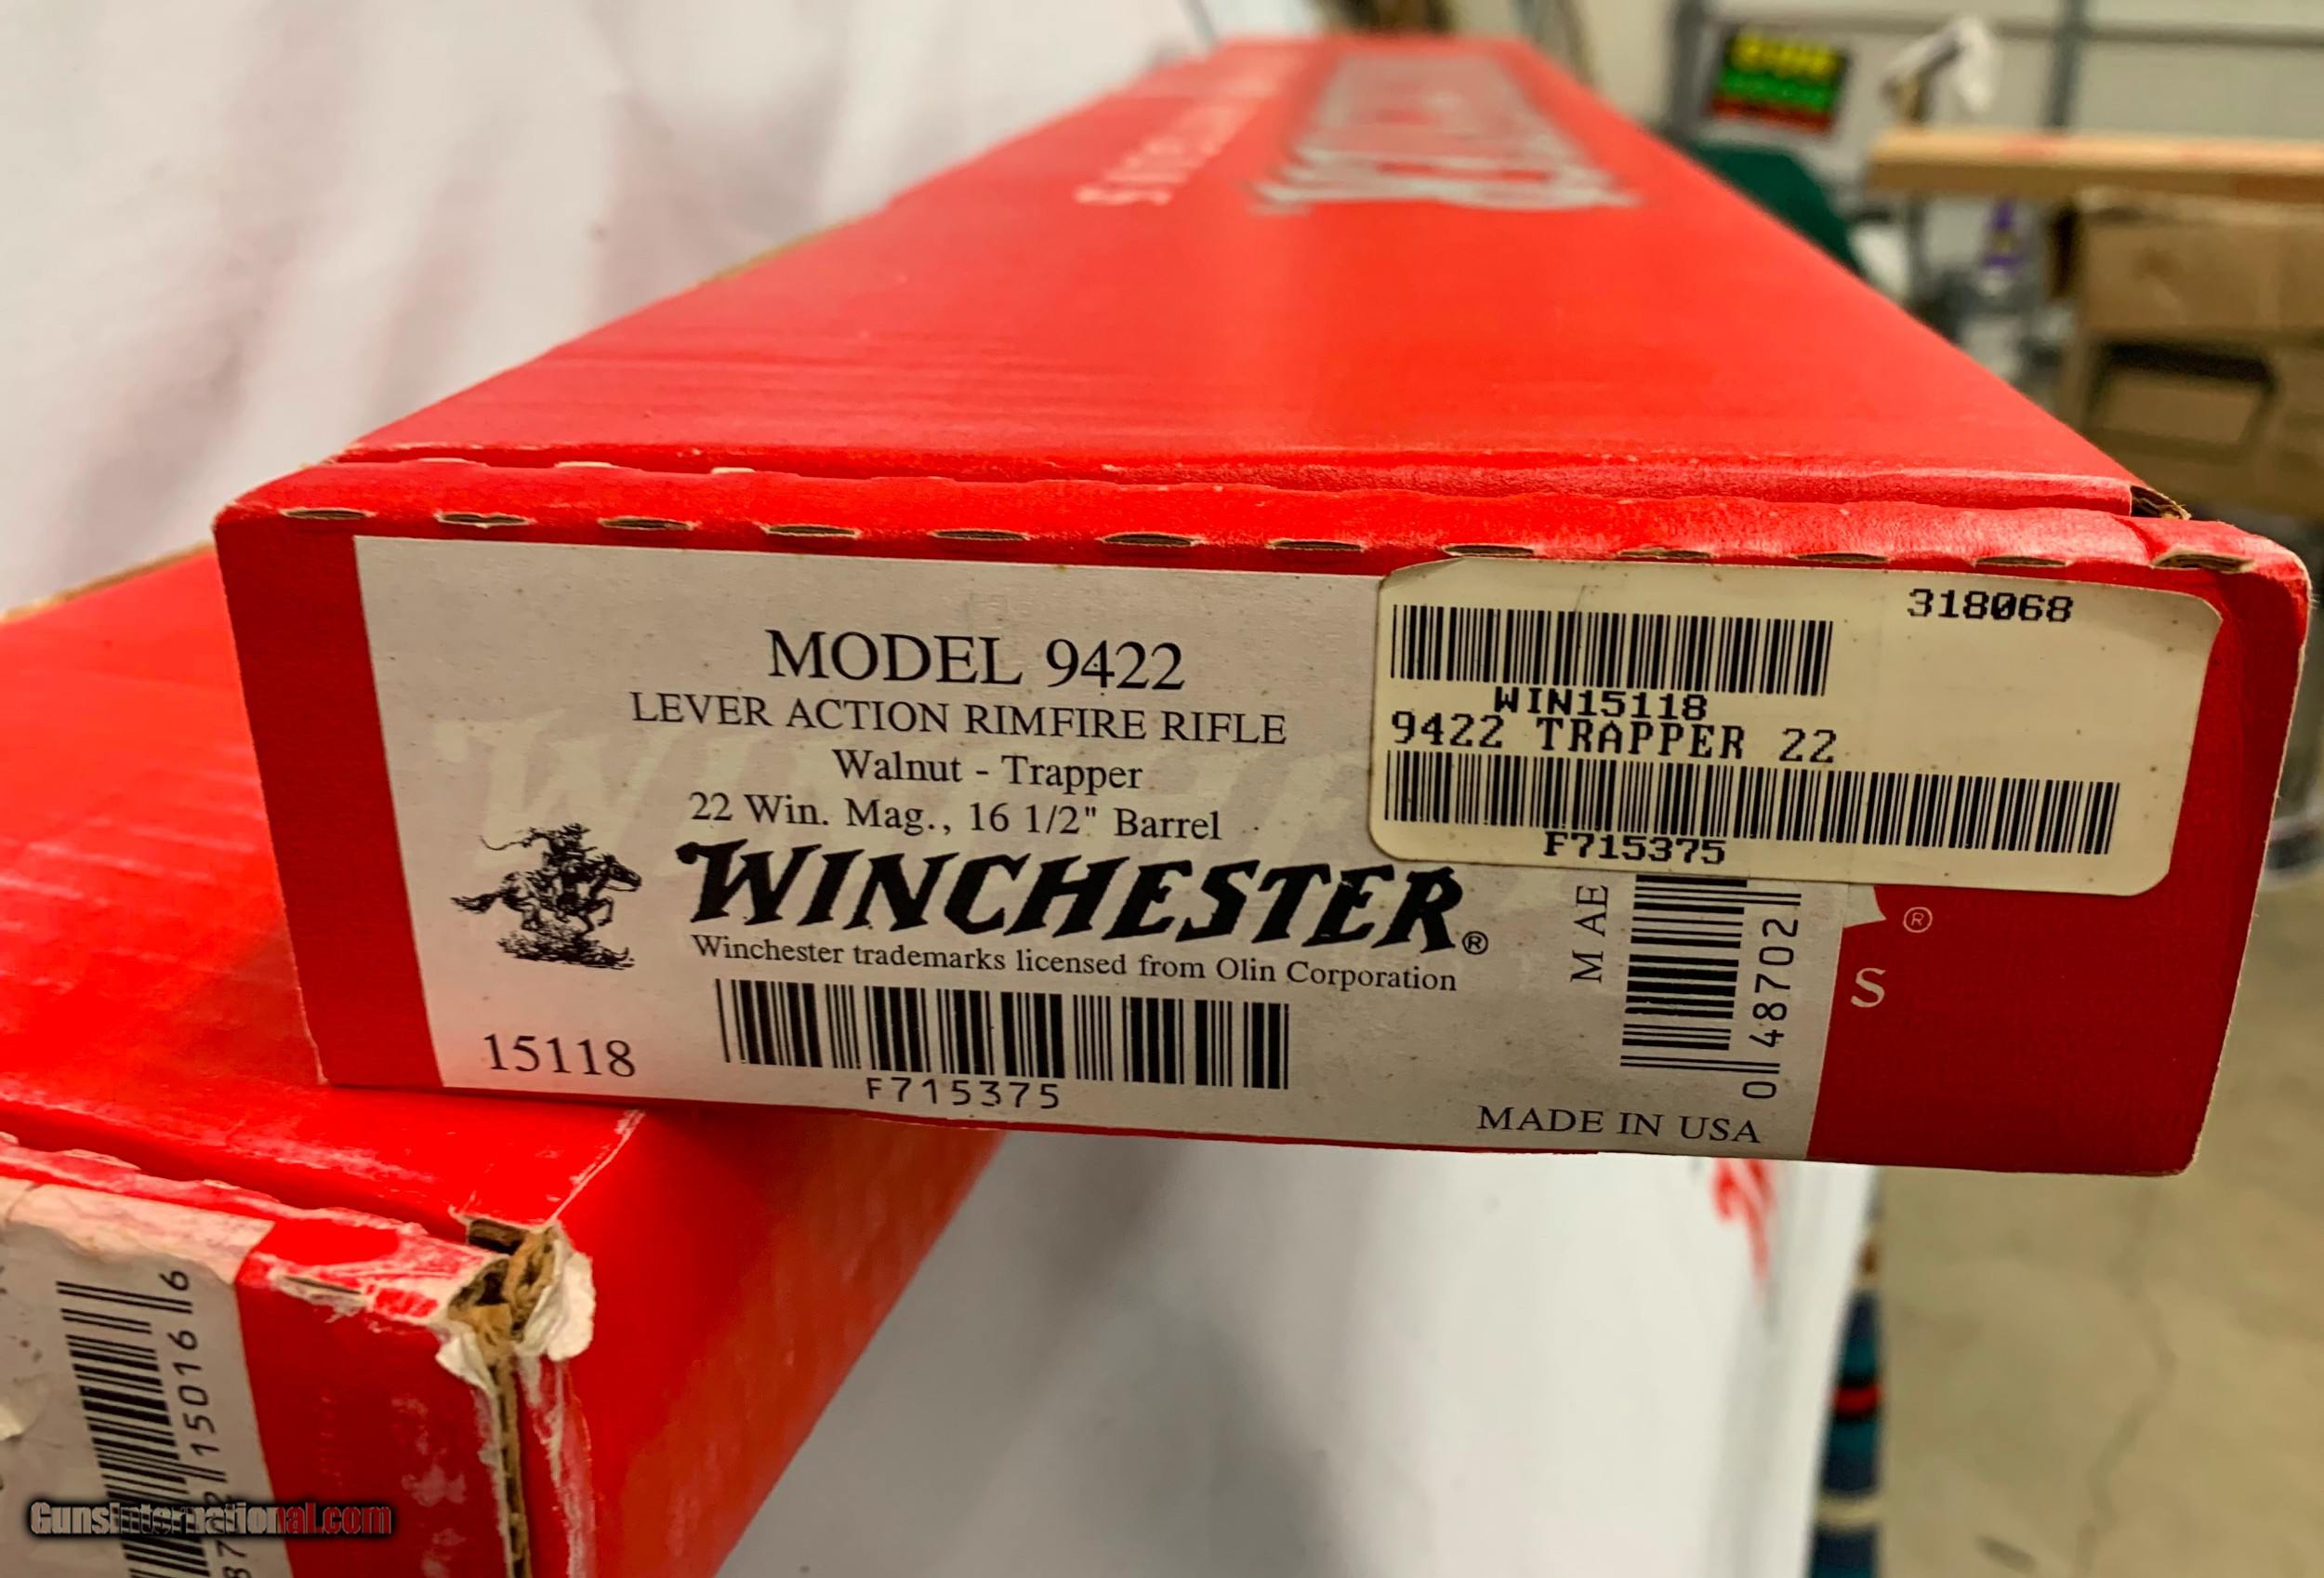 MODEL 9422
LEVER ACTION RIMFIRE RIFLE
Walnut - Trapper
22 Win. Mag., 16 1/2" Barrel
WINCHESTER®
Winchester trademarks licensed from Olin Corporation
15118
F715375
318068
WIN15118
9422 TRAPPER 22
F715375
M AE
0 48702
® 
S
MADE IN USA
15016 6
GunsInternational.com